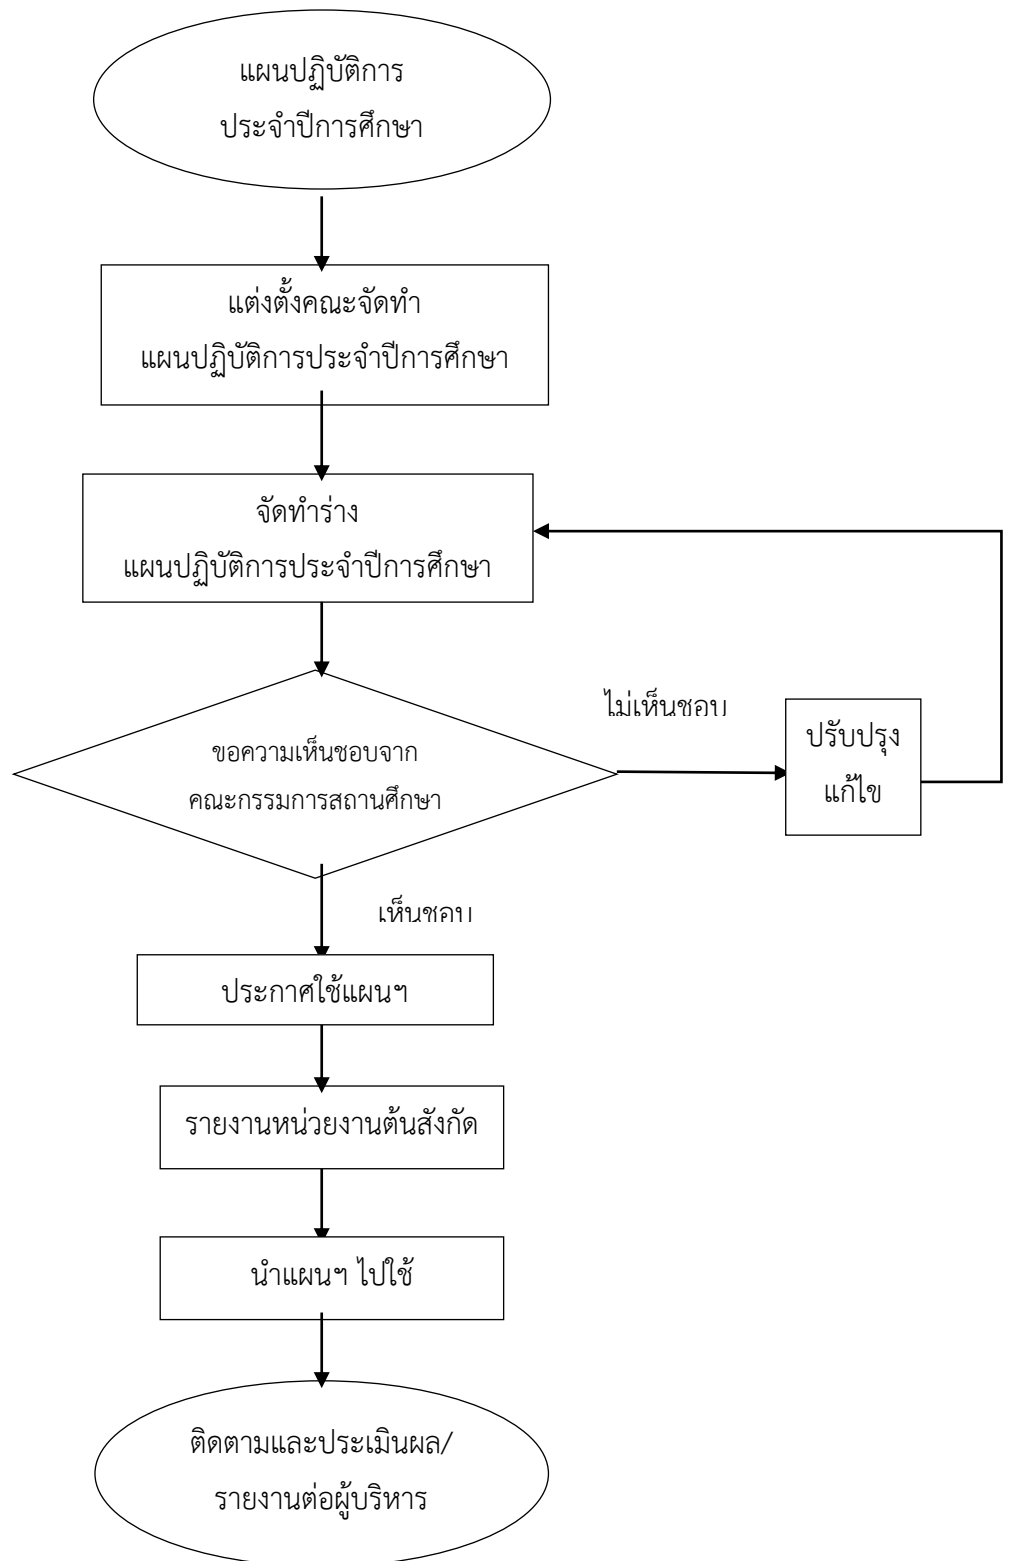 แผนปฏิบัติการ
ประจำปีการศึกษา
แต่งตั้งคณะจัดทำ
แผนปฏิบัติการประจำปีการศึกษา
จัดทำร่าง
แผนปฏิบัติการประจำปีการศึกษา
ไม่เห็นชอบ
ปรับปรุง
แก้ไข
ขอความเห็นชอบจาก
คณะกรรมการสถานศึกษา
เห็นชอบ
ประกาศใช้แผนฯ
รายงานหน่วยงานต้นสังกัด
นำแผนฯ ไปใช้
ติดตามและประเมินผล/
รายงานต่อผู้บริหาร